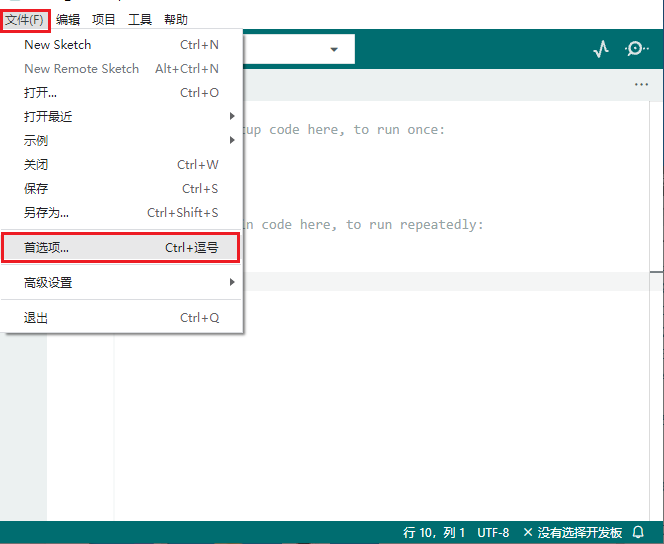 文件(F) 编辑 项目 工具 帮助
New Sketch Ctrl+N
New Remote Sketch Alt+Ctrl+N
打开... Ctrl+O
打开最近
示例
关闭 Ctrl+W
保存 Ctrl+S
另存为... Ctrl+Shift+S
首选项... Ctrl+逗号
高级设置
退出 Ctrl+Q
tup code here, to run once:
in code here, to run repeatedly:
行 10，列 1 UTF-8 × 没有选择开发板